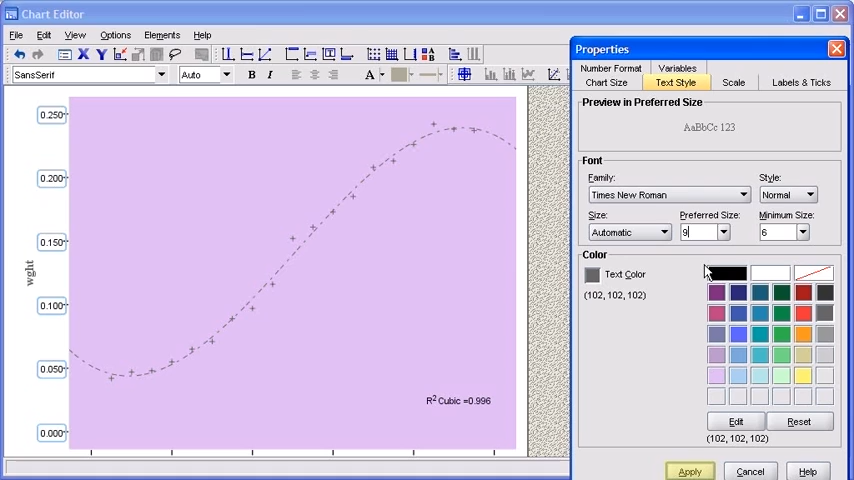 Chart Editor
File Edit View Options Elements Help
SansSerif Auto B I A
0.250
0.200
0.150
0.100
0.050
0.000
wght
R2 Cubic =0.996
Properties
Number Format Variables
Chart Size Text Style Scale Labels & Ticks
Preview in Preferred Size
AaBbCc 123
Font
Family: Style:
Times New Roman Normal
Size: Preferred Size: Minimum Size:
Automatic 9 6
Color
Text Color
(102, 102, 102)
Edit Reset
(102, 102, 102)
Apply Cancel Help